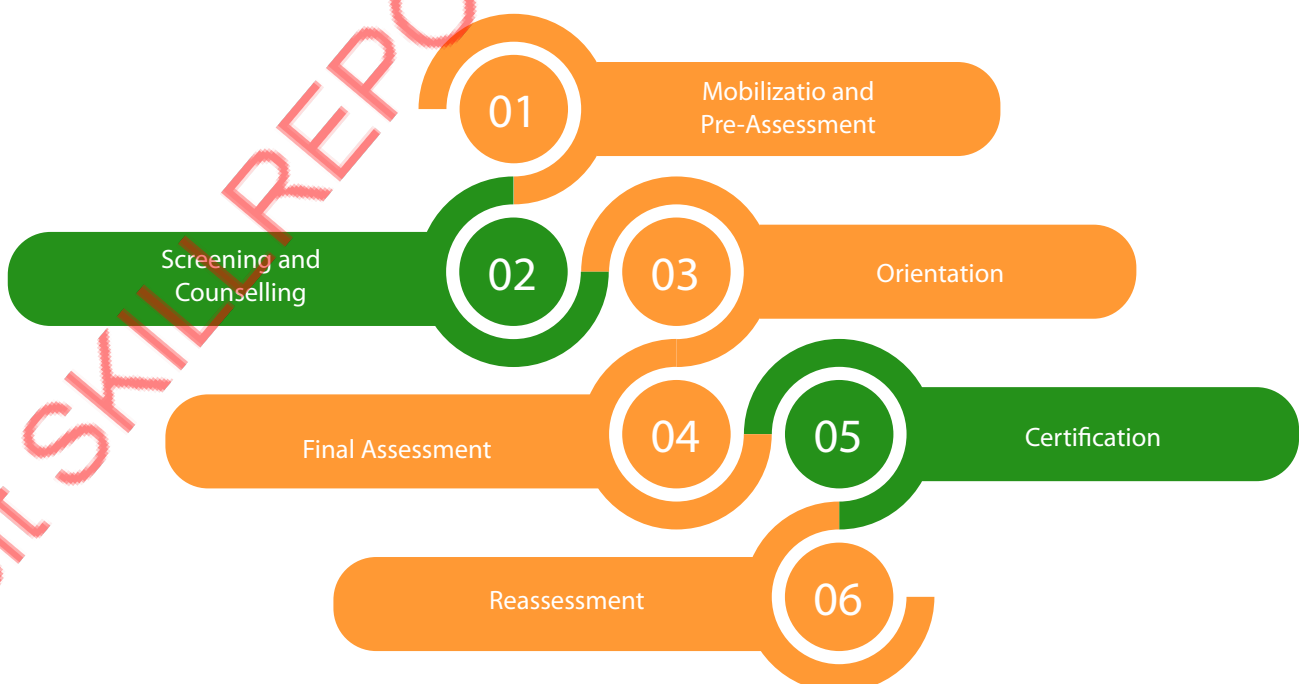 01
Mobilizatio and
Pre-Assessment
Screening and
Counselling
02
03
Orientation
Final Assessment
04
05
Certification
Reassessment
06
SKILL